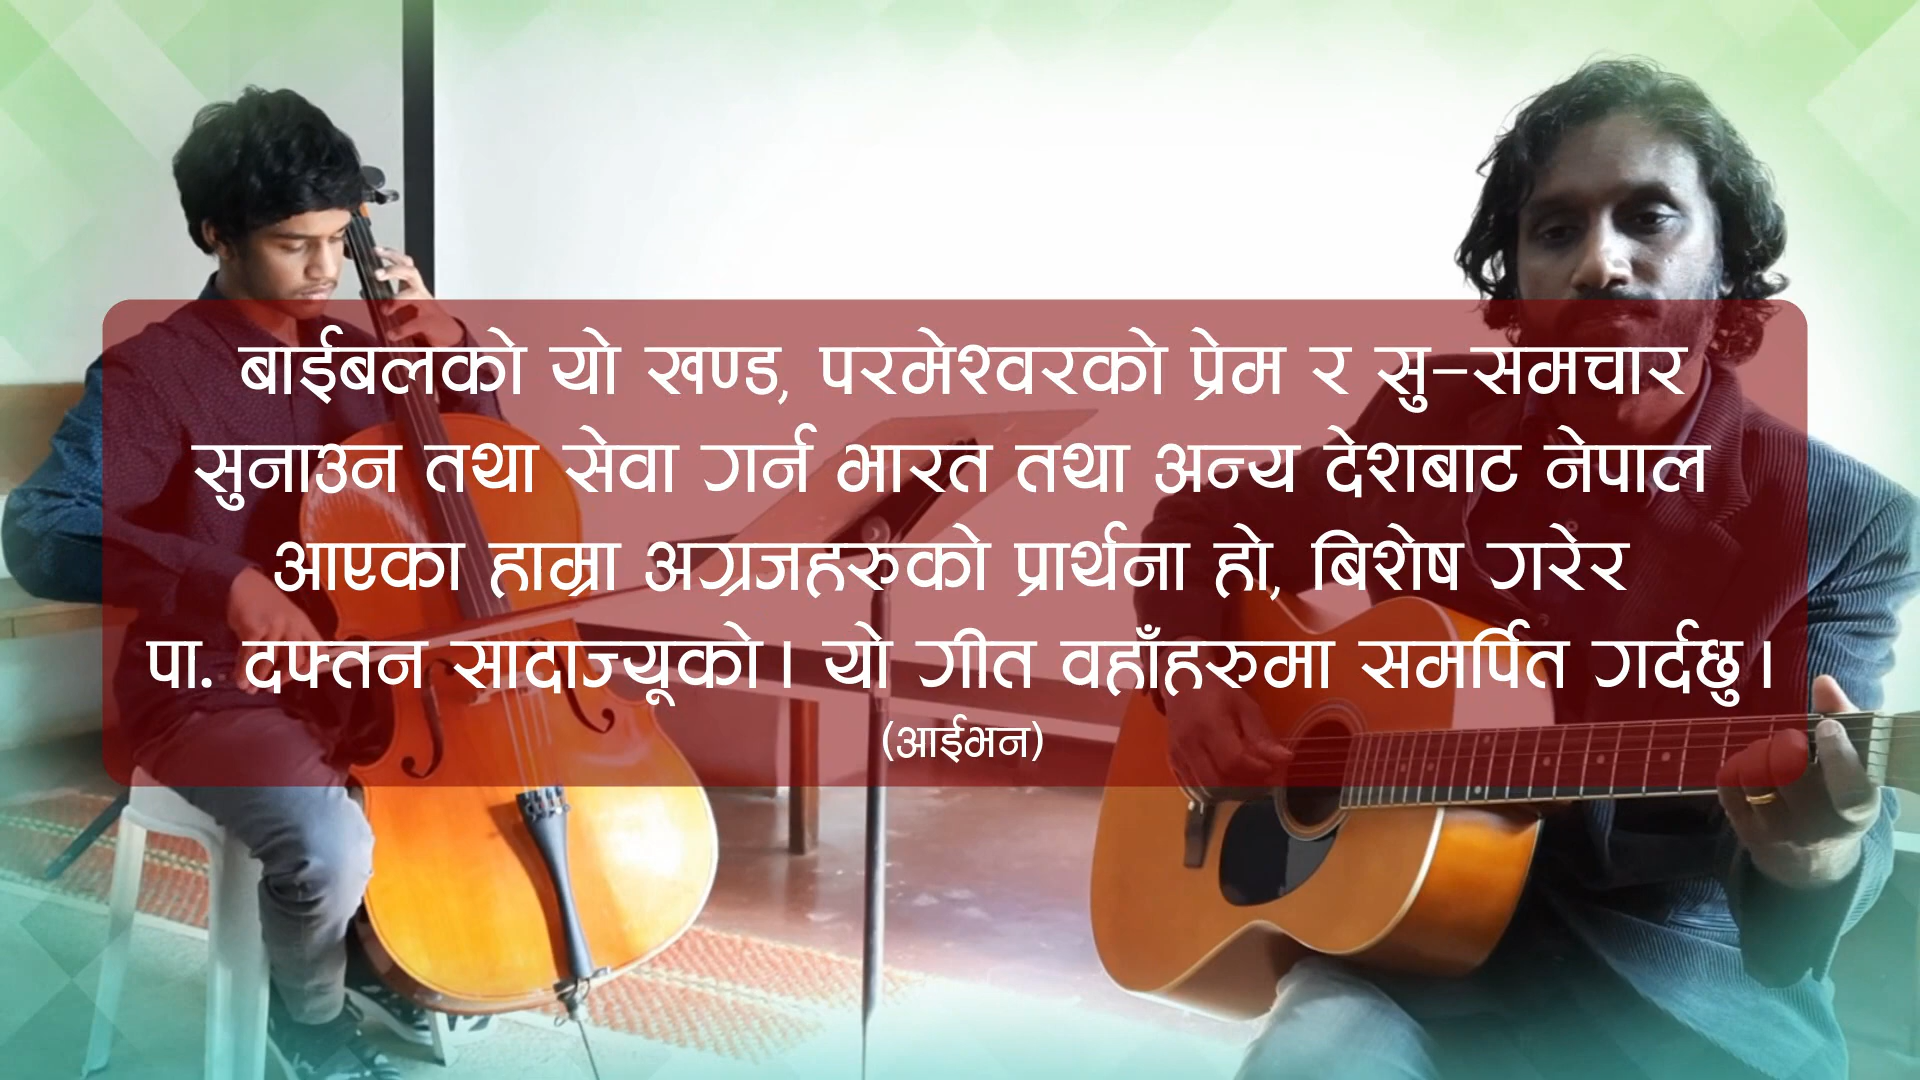 बाईबलको यो खण्ड, परमेश्वरको प्रेम र सु-समचार
सुनाउन तथा सेवा गर्न भारत तथा अन्य देशबाट नेपाल
आएका हाम्रा अग्रजहरुको प्रार्थना हो, बिशेष गरेर
पा. दफ्तन सादाज्यूको। यो गीत वहाँहरुमा समर्पित गर्दछु।
(आईभन)